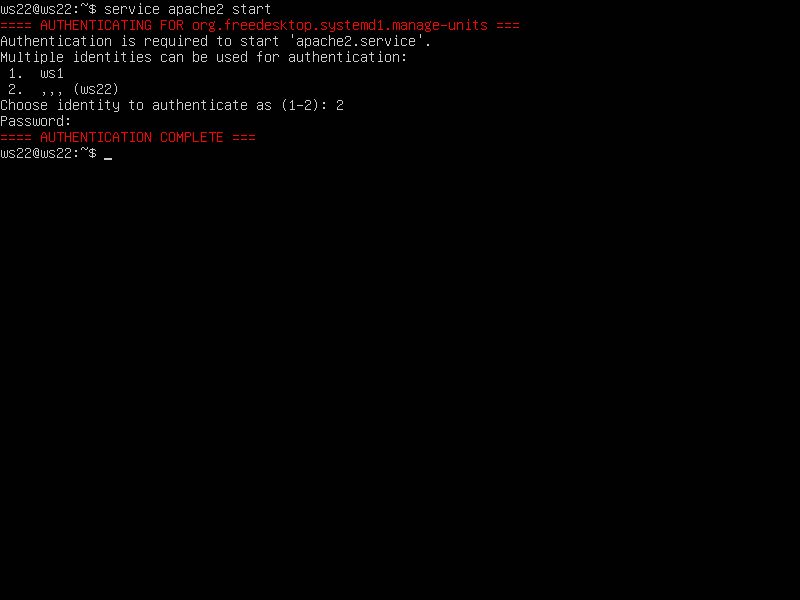 ws22@ws22:~$ service apache2 start
==== AUTHENTICATING FOR org.freedesktop.systemd1.manage-units ===
Authentication is required to start 'apache2.service'.
Multiple identities can be used for authentication:
 1.  ws1
 2.  ,,, (ws22)
Choose identity to authenticate as (1-2): 2
Password:
==== AUTHENTICATION COMPLETE ===
ws22@ws22:~$ _